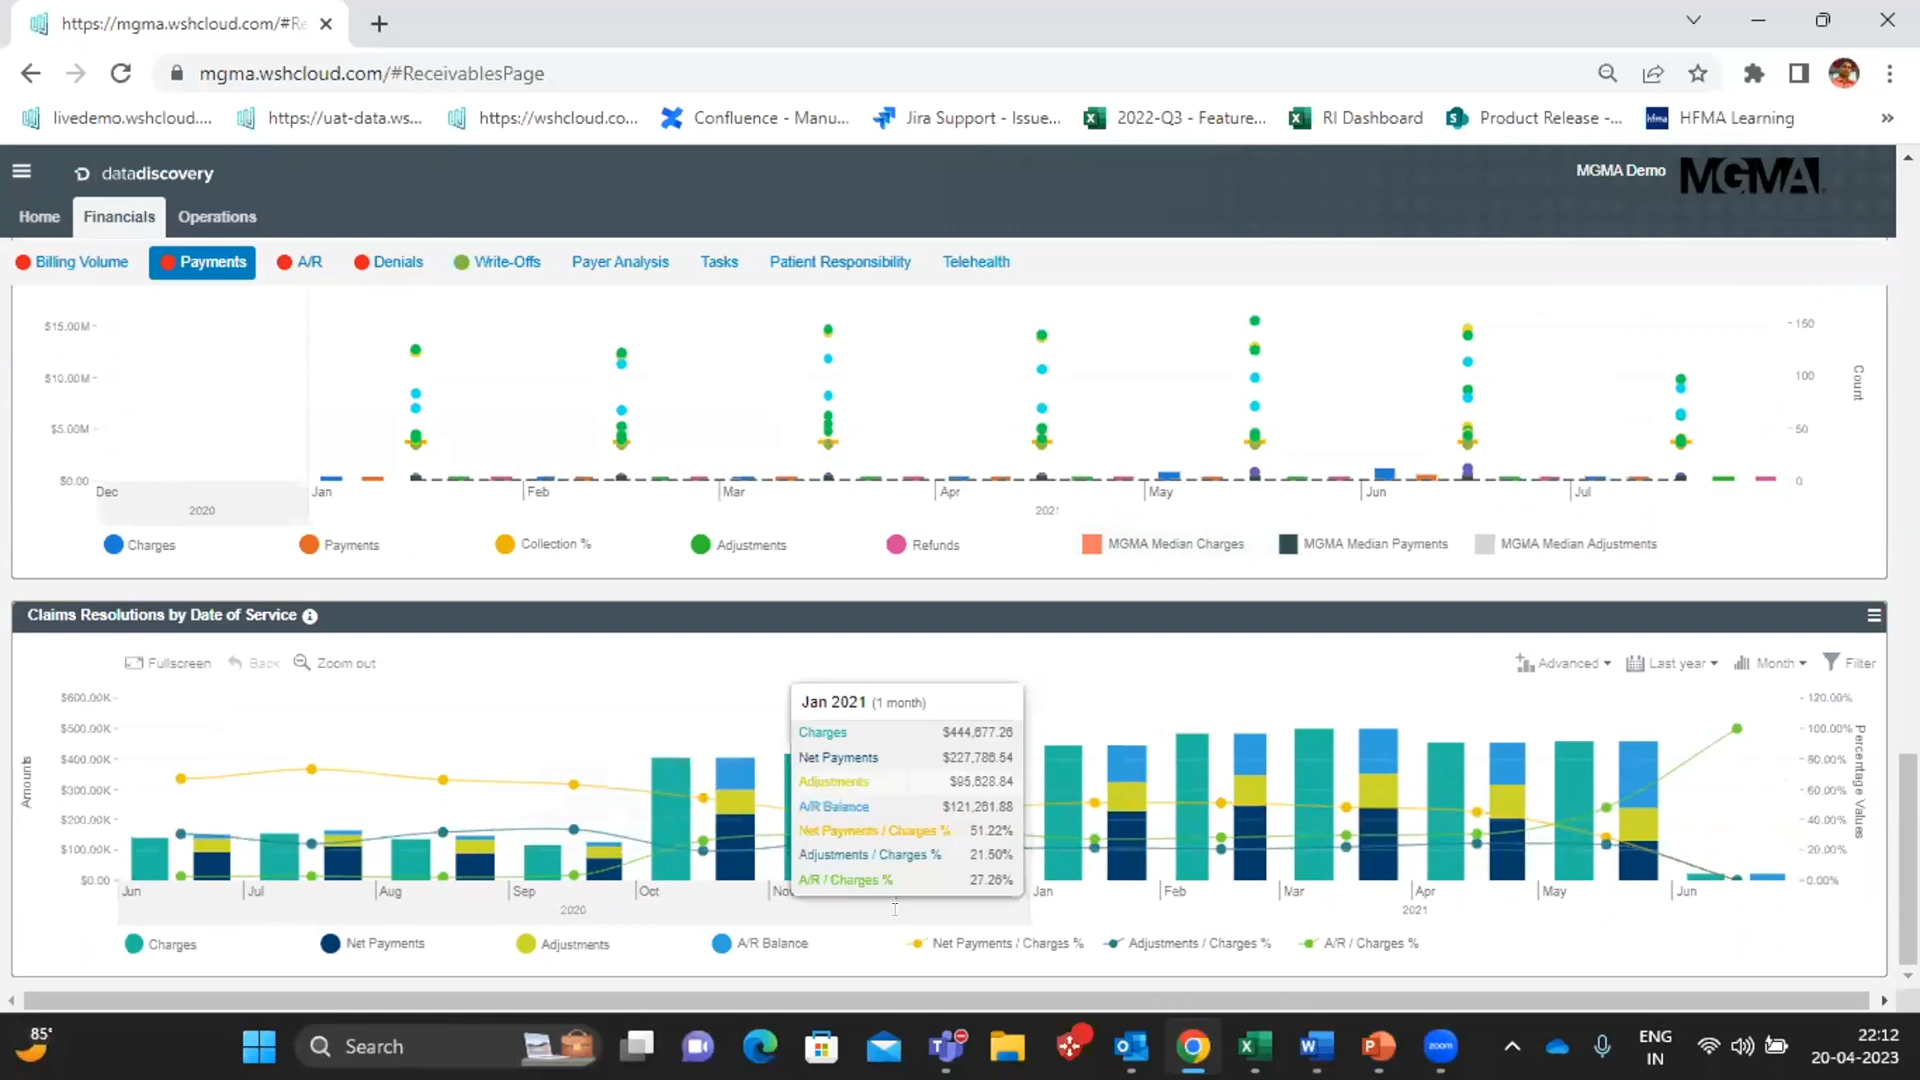 https://mgma.wshcloud.com/#Re
mgma.wshcloud.com/#ReceivablesPage
livedemo.wshcloud....
https://uat-data.ws...
https://wshcloud.co...
Confluence - Manu...
Jira Support - Issue...
2022-Q3 - Feature...
RI Dashboard
Product Release -...
hfma
HFMA Learning
datadiscovery
MGMA Demo
MGMA
Home
Financials
Operations
Billing Volume
Payments
A/R
Denials
Write-Offs
Payer Analysis
Tasks
Patient Responsibility
Telehealth
$15.00M
$10.00M
$5.00M
$0.00
150
100
50
0
Count
Dec
Jan
Feb
Mar
Apr
May
Jun
Jul
2020
2021
Charges
Payments
Collection %
Adjustments
Refunds
MGMA Median Charges
MGMA Median Payments
MGMA Median Adjustments
Claims Resolutions by Date of Service
Fullscreen
Back
Zoom out
Advanced
Last year
Month
Filter
$600.00K
$500.00K
$400.00K
$300.00K
$200.00K
$100.00K
$0.00
Amounts
120.00%
100.00%
80.00%
60.00%
40.00%
20.00%
0.00%
Percentage Values
Jan 2021 (1 month)
Charges $444,677.26
Net Payments $227,786.54
Adjustments $95,628.84
A/R Balance $121,261.88
Net Payments / Charges % 51.22%
Adjustments / Charges % 21.50%
A/R / Charges % 27.26%
Jun
Jul
Aug
Sep
Oct
Nov
Jan
Feb
Mar
Apr
May
Jun
2020
2021
Charges
Net Payments
Adjustments
A/R Balance
Net Payments / Charges %
Adjustments / Charges %
A/R / Charges %
85°
Search
zoom
ENG
IN
22:12
20-04-2023